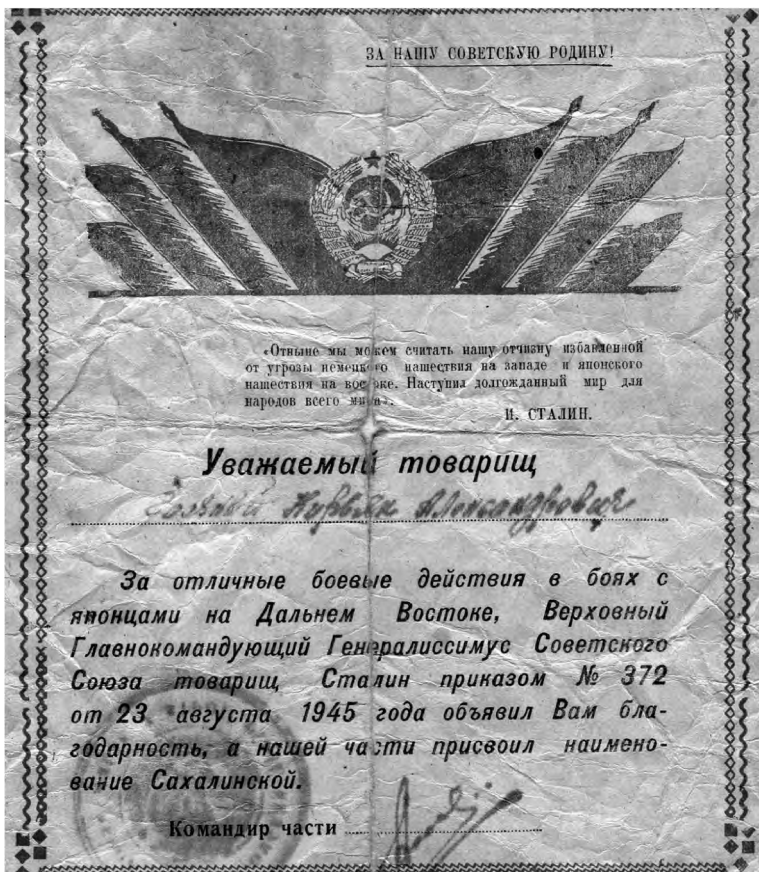 ЗА НАШУ СОВЕТСКУЮ РОДИНУ!
«Отныне мы можем считать нашу отчизну избавленной
от угрозы немецкого нашествия на западе и японского
нашествия на востоке. Наступил долгожданный мир для
народов всего мира».
И. СТАЛИН.
Уважаемый товарищ
Александрович
За отличные боевые действия в боях с
японцами на Дальнем Востоке, Верховный
Главнокомандующий Генералиссимус Советского
Союза товарищ Сталин приказом № 372
от 23 августа 1945 года объявил Вам бла-
годарность, а нашей части присвоил наимено-
вание Сахалинской.
Командир части